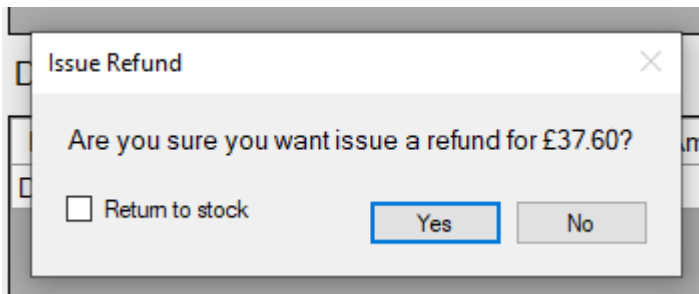 Issue Refund
Are you sure you want issue a refund for £37.60?
Return to stock
Yes
No